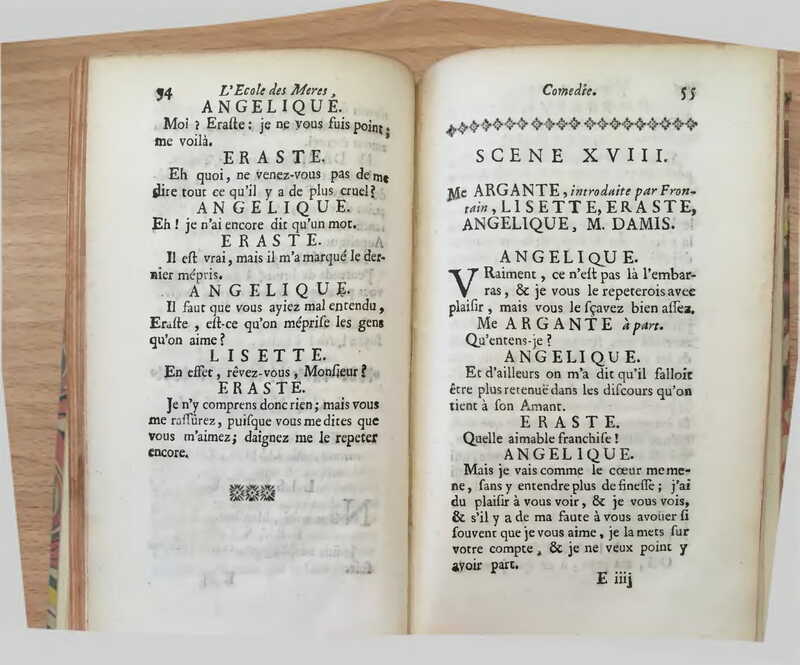 54 L'Ecole des Meres,
ANGELIQUE.
Moi ? Eraſte : je ne vous fuis point ;
me voilà.
ERASTE.
Eh quoi, ne venez-vous pas de me
dire tout ce qu'il y a de plus cruel ?
ANGELIQUE.
Eh ! je n'ai encore dit qu'un mot.
ERASTE.
Il eſt vrai, mais il m'a marqué le der-
nier mépris.
ANGELIQUE.
Il faut que vous ayiez mal entendu,
Eraſte, eſt-ce qu'on mépriſe les gens
qu'on aime ?
LISETTE.
En effet, rêvez-vous, Monſieur ?
ERASTE.
Je n'y comprens donc rien ; mais vous
me raſſûrez, puiſque vous me dites que
vous m'aimez ; daignez me le repeter
encore.
Comedie. 55
SCENE XVIII.
Me ARGANTE, introduite par Fron-
tain, LISETTE, ERASTE,
ANGELIQUE, M. DAMIS.
ANGELIQUE.
VRaiment, ce n'eſt pas là l'embar-
ras, & je vous le repeterois avec
plaiſir, mais vous le ſçavez bien aſſez.
Me ARGANTE à part.
Qu'entens-je ?
ANGELIQUE.
Et d'ailleurs on m'a dit qu'il falloit
être plus retenuë dans les diſcours qu'on
tient à ſon Amant.
ERASTE.
Quelle aimable franchiſe !
ANGELIQUE.
Mais je vais comme le cœur me me-
ne, ſans y entendre plus de fineſſe ; j'ai
du plaiſir à vous voir, & je vous vois,
& s'il y a de ma faute à vous avoüer ſi
ſouvent que je vous aime, je la mets ſur
votre compte, & je ne veux point y
avoir part.
E iiij